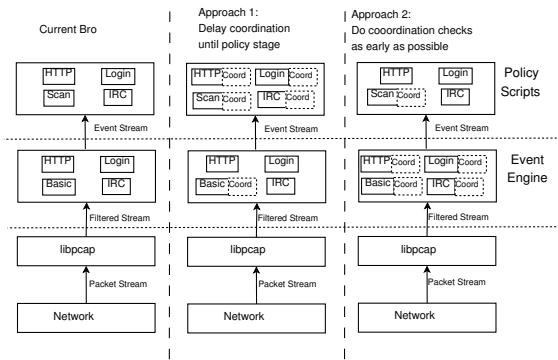 Current Bro
Approach 1:
Delay coordination
until policy stage
Approach 2:
Do cooordination checks
as early as possible
HTTP
Login
Scan
IRC
HTTP Coord
Login Coord
Scan Coord
IRC Coord
HTTP
Login
Scan Coord
IRC
Policy
Scripts
Event Stream
Event Stream
Event Stream
HTTP
Login
Basic
IRC
HTTP
Login
Basic Coord
IRC
HTTP Coord
Login Coord
Basic Coord
IRC Coord
Event
Engine
Filtered Stream
Filtered Stream
Filtered Stream
libpcap
libpcap
libpcap
Packet Stream
Packet Stream
Packet Stream
Network
Network
Network